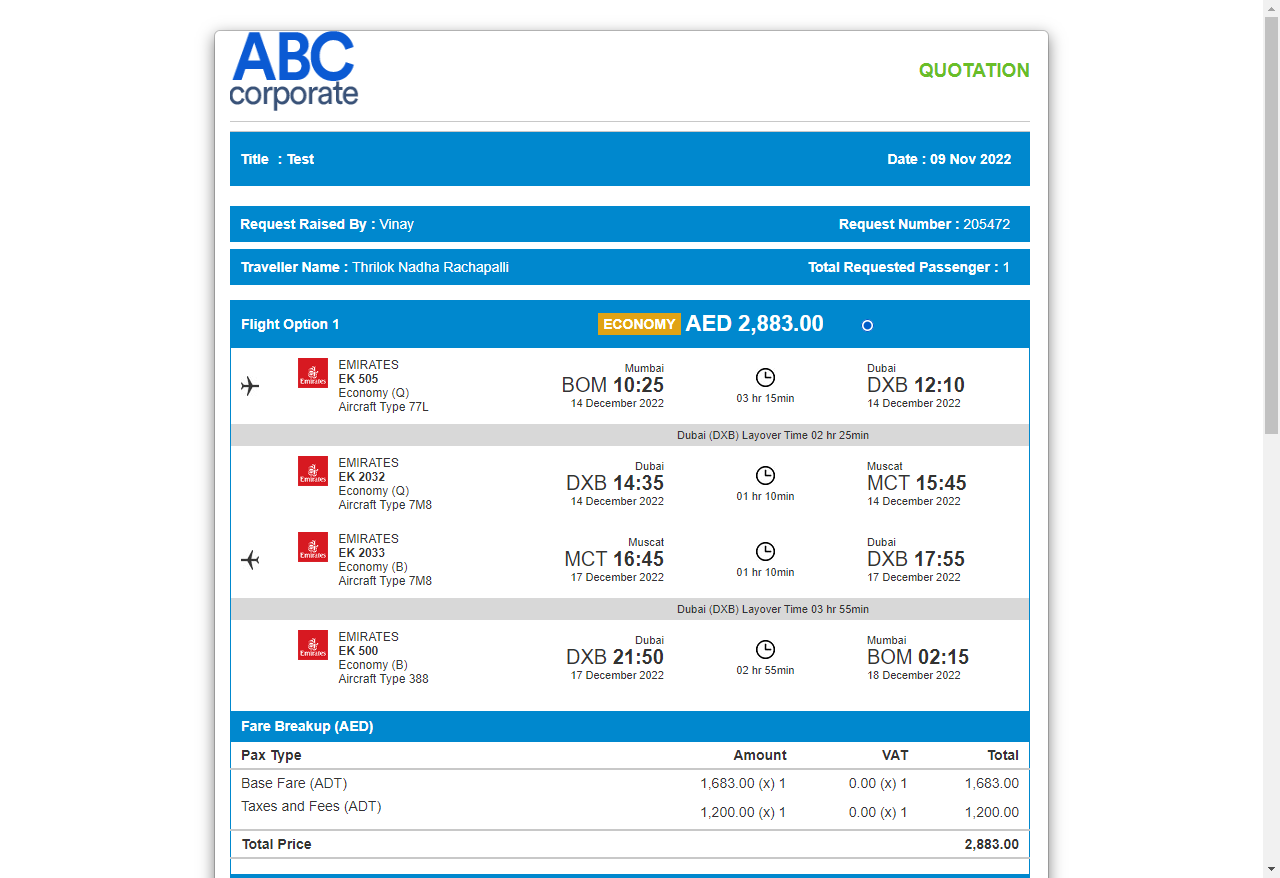 ABC
corporate
QUOTATION
Title : Test
Date : 09 Nov 2022
Request Raised By : Vinay
Request Number : 205472
Traveller Name : Thrilok Nadha Rachapalli
Total Requested Passenger : 1
Flight Option 1
ECONOMY AED 2,883.00
Emirates
EMIRATES
EK 505
Economy (Q)
Aircraft Type 77L
Mumbai
BOM 10:25
14 December 2022
03 hr 15min
Dubai
DXB 12:10
14 December 2022
Dubai (DXB) Layover Time 02 hr 25min
Emirates
EMIRATES
EK 2032
Economy (Q)
Aircraft Type 7M8
Dubai
DXB 14:35
14 December 2022
01 hr 10min
Muscat
MCT 15:45
14 December 2022
Emirates
EMIRATES
EK 2033
Economy (B)
Aircraft Type 7M8
Muscat
MCT 16:45
17 December 2022
01 hr 10min
Dubai
DXB 17:55
17 December 2022
Dubai (DXB) Layover Time 03 hr 55min
Emirates
EMIRATES
EK 500
Economy (B)
Aircraft Type 388
Dubai
DXB 21:50
17 December 2022
02 hr 55min
Mumbai
BOM 02:15
18 December 2022
Fare Breakup (AED)
Pax Type Amount VAT Total
Base Fare (ADT) 1,683.00 (x) 1 0.00 (x) 1 1,683.00
Taxes and Fees (ADT) 1,200.00 (x) 1 0.00 (x) 1 1,200.00
Total Price 2,883.00